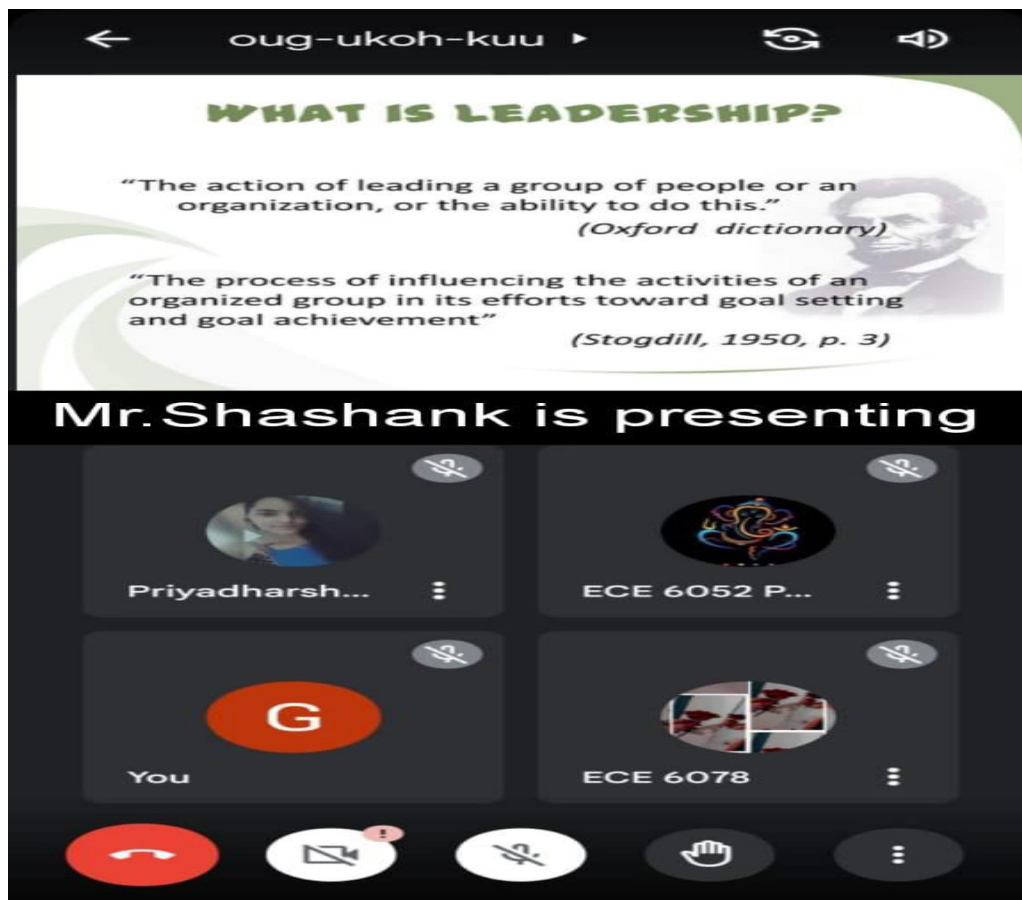 oug-ukoh-kuu
WHAT IS LEADERSHIP?
“The action of leading a group of people or an
organization, or the ability to do this.”
(Oxford dictionary)
“The process of influencing the activities of an
organized group in its efforts toward goal setting
and goal achievement”
(Stogdill, 1950, p. 3)
Mr.Shashank is presenting
Priyadharsh...
ECE 6052 P...
G
You
ECE 6078